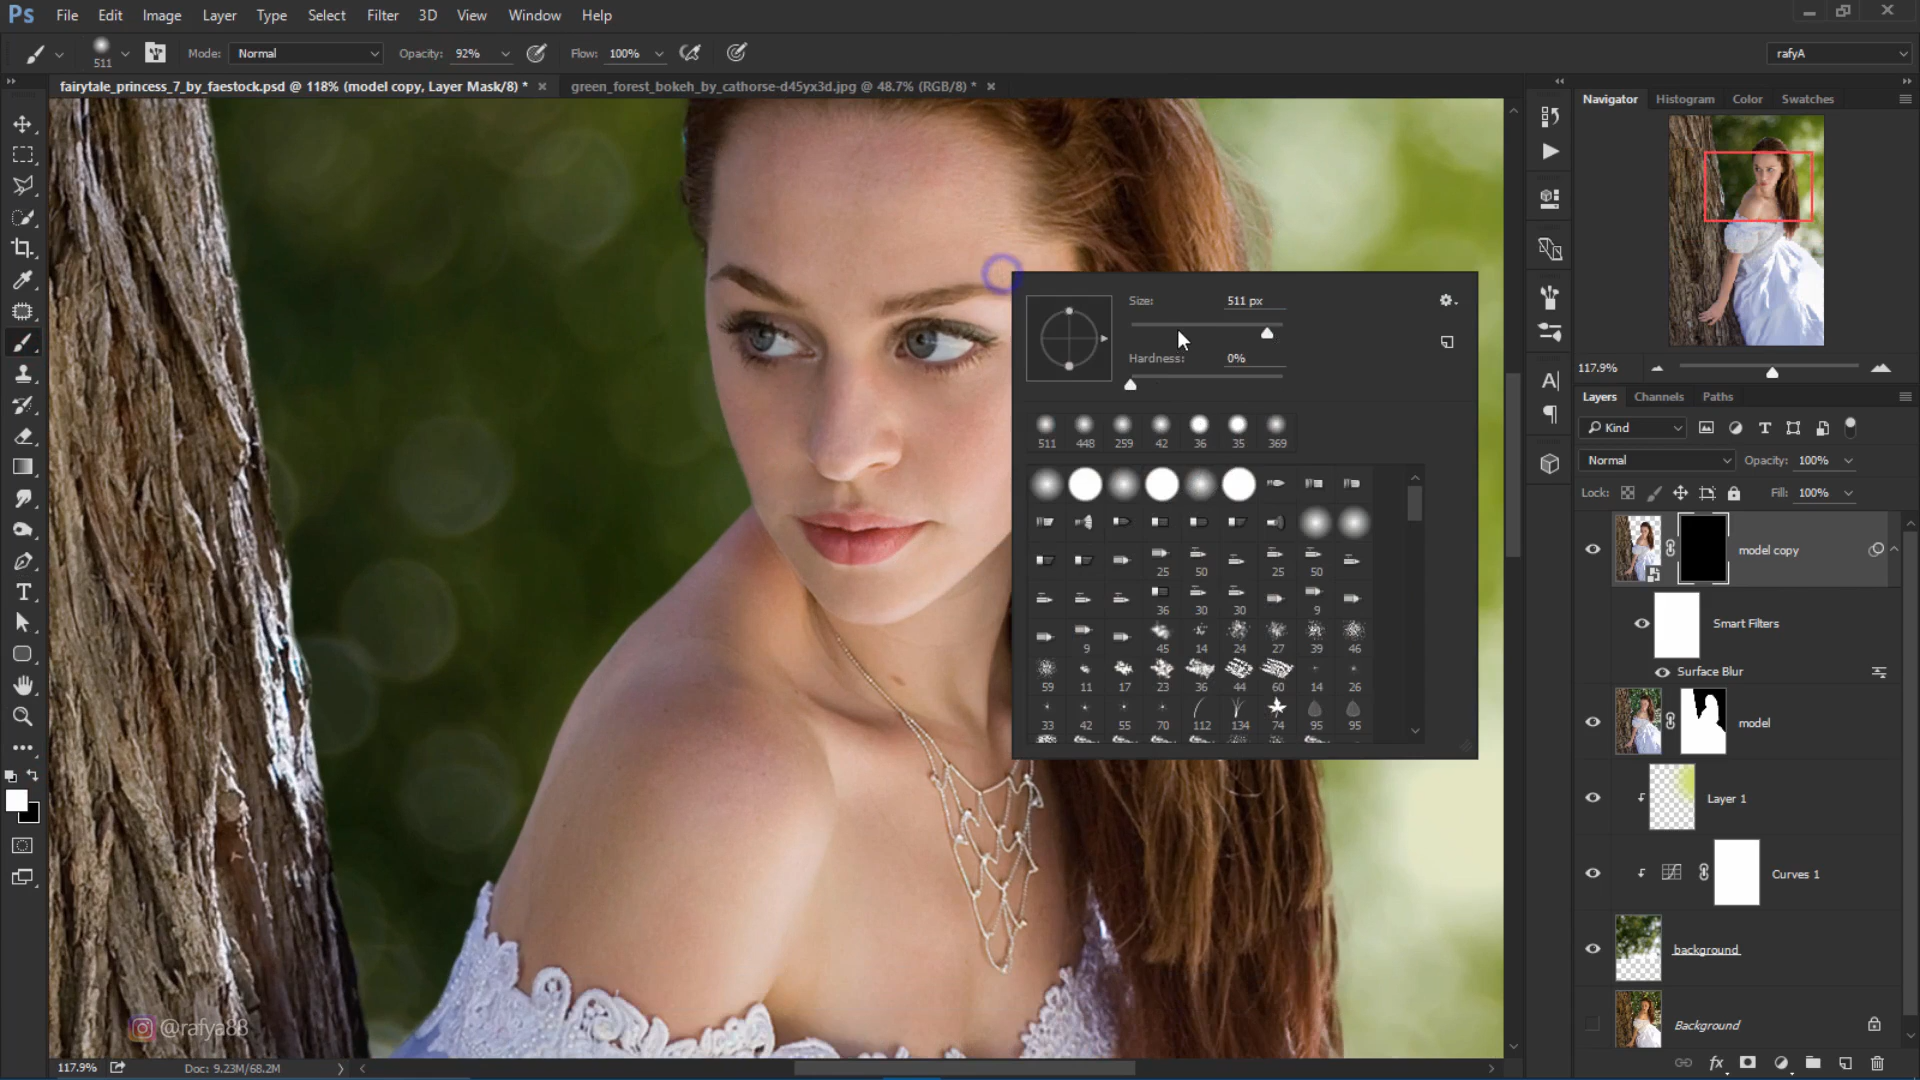 Ps File Edit Image Layer Type Select Filter 3D View Window Help
511 Mode: Normal Opacity: 92% Flow: 100% rafyA
fairytale_princess_7_by_faestock.psd @ 118% (model copy, Layer Mask/8) * green_forest_bokeh_by_cathorse-d45yx3d.jpg @ 48.7% (RGB/8) *
Navigator Histogram Color Swatches
Size: 511 px
Hardness: 0%
511 448 259 42 36 35 369
25 50 25 50
36 30 30 9
9 45 14 24 27 39 46
59 11 17 23 36 44 60 14 26
33 42 55 70 112 134 74 95 95
117.9%
Layers Channels Paths
Kind
Normal Opacity: 100%
Lock: Fill: 100%
model copy
Smart Filters
Surface Blur
model
Layer 1
Curves 1
background
Background
@rafya88
117.9% Doc: 9.23M/68.2M